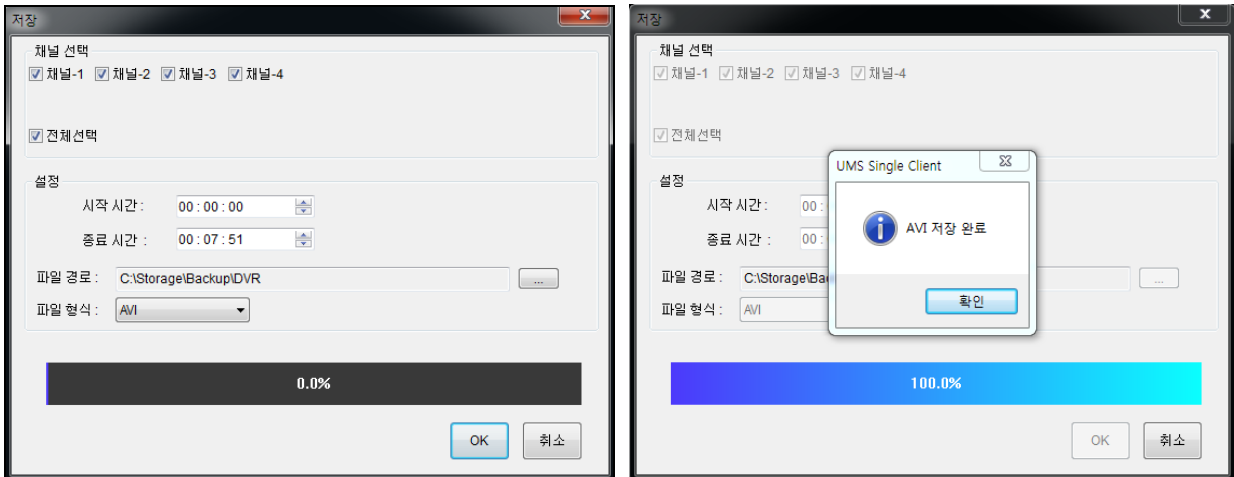 저장
채널 선택
채널-1 채널-2 채널-3 채널-4
전체선택
설정
시작 시간 : 00 : 00 : 00
종료 시간 : 00 : 07 : 51
파일 경로 : C:\Storage\Backup\DVR ...
파일 형식 : AVI
0.0%
OK 취소
저장
채널 선택
채널-1 채널-2 채널-3 채널-4
전체선택
설정
시작 시간 : 00 :
종료 시간 : 00 :
파일 경로 : C:\Storage\Ba ...
파일 형식 : AVI
UMS Single Client
AVI 저장 완료
확인
100.0%
OK 취소